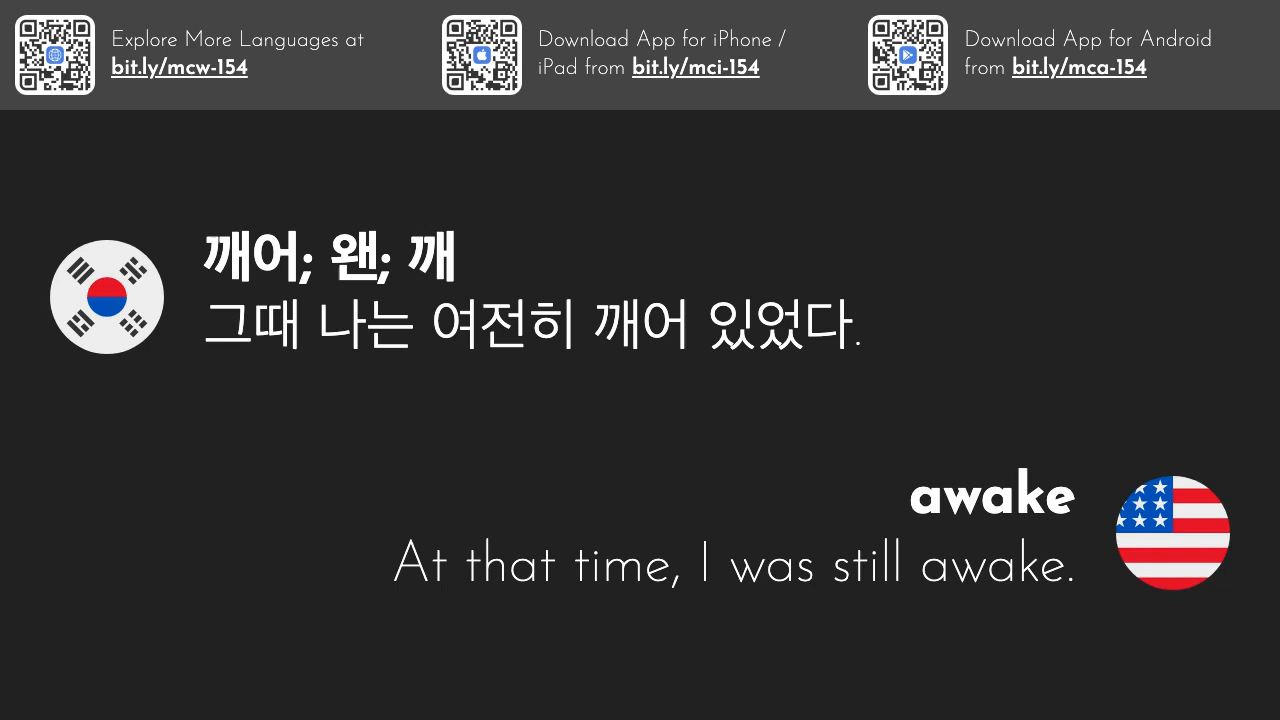 Explore More Languages at
bit.ly/mcw-154
Download App for iPhone /
iPad from bit.ly/mci-154
Download App for Android
from bit.ly/mca-154
깨어; 왠; 깨
그때 나는 여전히 깨어 있었다.
awake
At that time, I was still awake.